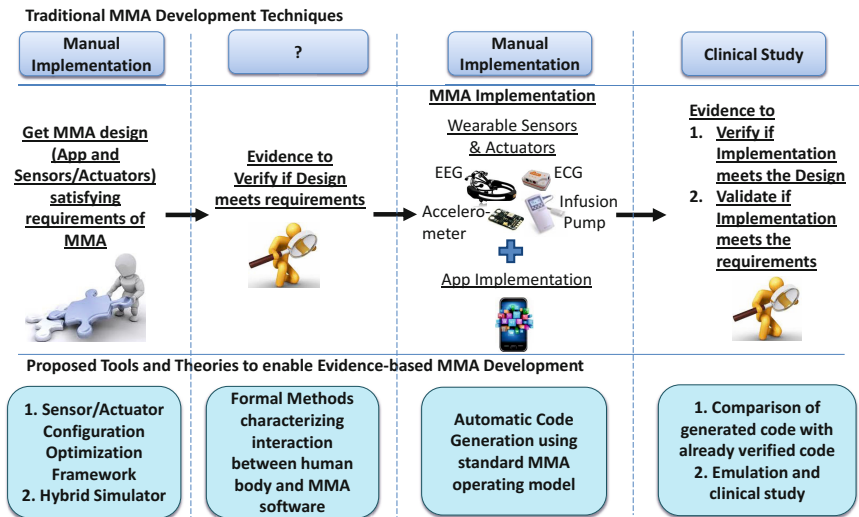 Traditional MMA Development Techniques
Manual
Implementation
?
Manual
Implementation
Clinical Study
Get MMA design
(App and
Sensors/Actuators)
satisfying
requirements of
MMA
Evidence to
Verify if Design
meets requirements
MMA Implementation
Wearable Sensors
& Actuators
EEG
ECG
Accelero-
meter
Infusion
Pump
App Implementation
Evidence to
1. Verify if
Implementation
meets the Design
2. Validate if
Implementation
meets the
requirements
Proposed Tools and Theories to enable Evidence-based MMA Development
1. Sensor/Actuator
Configuration
Optimization
Framework
2. Hybrid Simulator
Formal Methods
characterizing
interaction
between human
body and MMA
software
Automatic Code
Generation using
standard MMA
operating model
1. Comparison of
generated code with
already verified code
2. Emulation and
clinical study